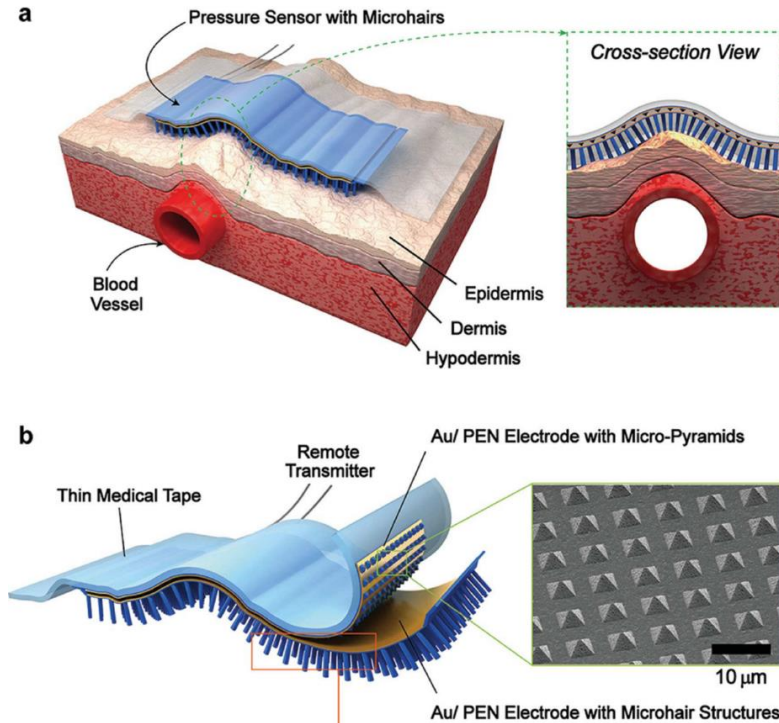 a
Pressure Sensor with Microhairs
Cross-section View
Blood
Vessel
Epidermis
Dermis
Hypodermis
b
Au/ PEN Electrode with Micro-Pyramids
Remote
Transmitter
Thin Medical Tape
10 μm
Au/ PEN Electrode with Microhair Structures